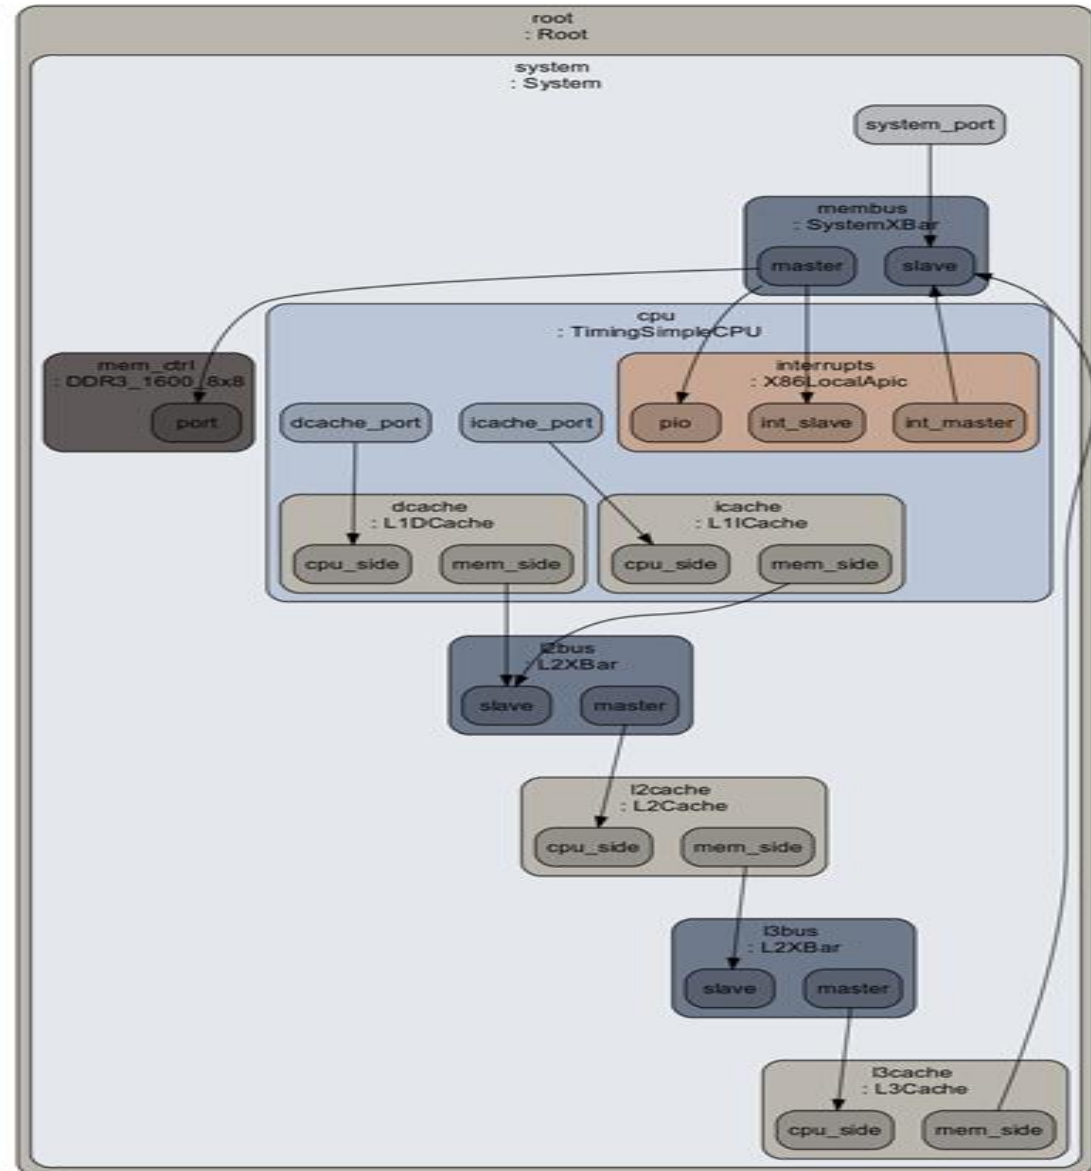 root
: Root
system
: System
system_port
membus
: SystemXBar
master
slave
cpu
: TimingSimpleCPU
mem_ctrl
: DDR3_1600_8x8
port
interrupts
: X86LocalApic
dcache_port
icache_port
pio
int_slave
int_master
dcache
: L1DCache
cpu_side
mem_side
icache
: L1ICache
cpu_side
mem_side
l2bus
: L2XBar
slave
master
l2cache
: L2Cache
cpu_side
mem_side
l3bus
: L2XBar
slave
master
l3cache
: L3Cache
cpu_side
mem_side